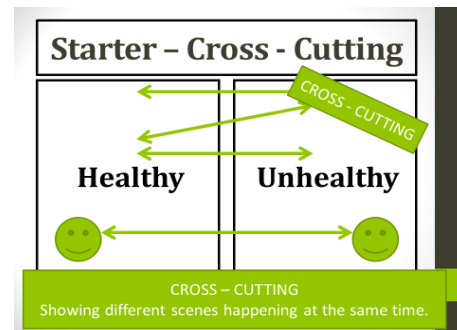 Starter – Cross - Cutting
CROSS - CUTTING
Healthy
Unhealthy
CROSS – CUTTING
Showing different scenes happening at the same time.